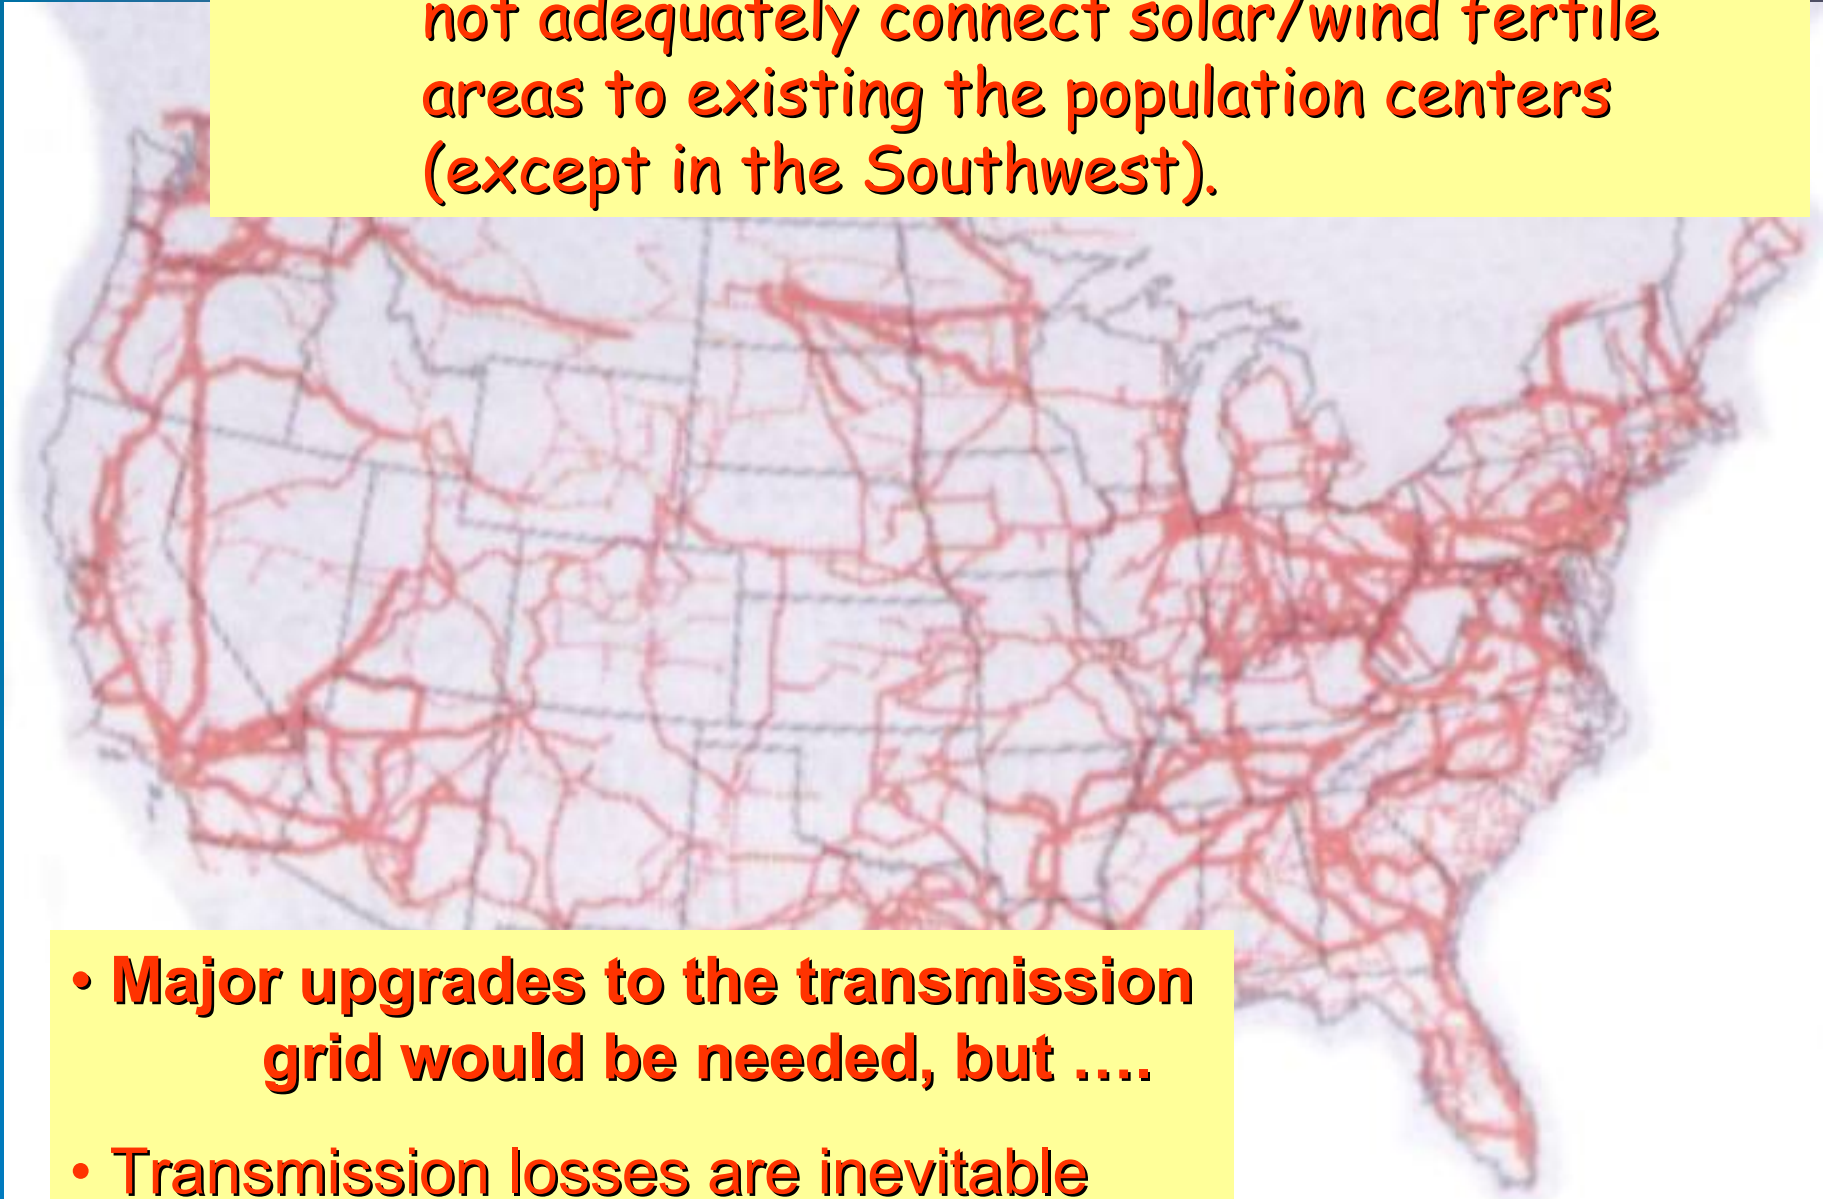 not adequately connect solar/wind fertile
areas to existing the population centers
(except in the Southwest).
• Major upgrades to the transmission
grid would be needed, but ….
• Transmission losses are inevitable